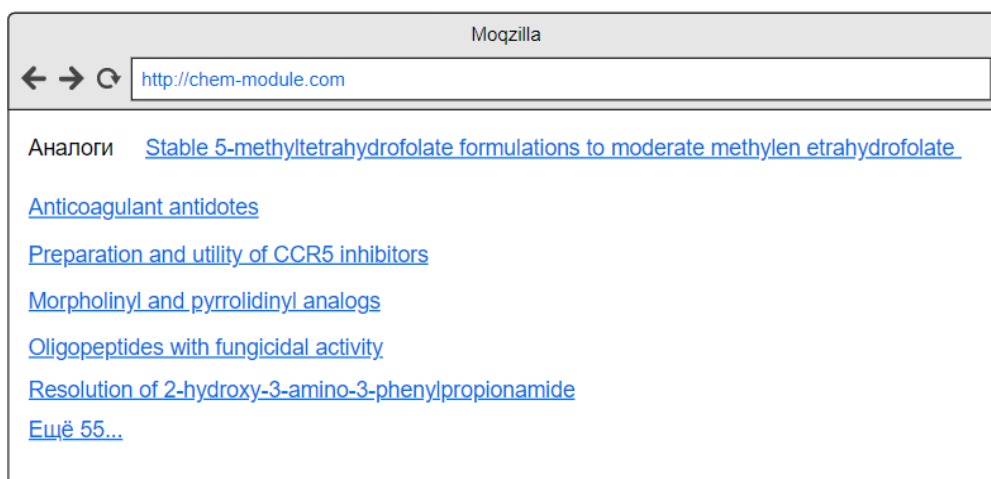 Moqzilla
http://chem-module.com
Аналоги Stable 5-methyltetrahydrofolate formulations to moderate methylen etrahydrofolate
Anticoagulant antidotes
Preparation and utility of CCR5 inhibitors
Morpholinyl and pyrrolidinyl analogs
Oligopeptides with fungicidal activity
Resolution of 2-hydroxy-3-amino-3-phenylpropionamide
Ещё 55...